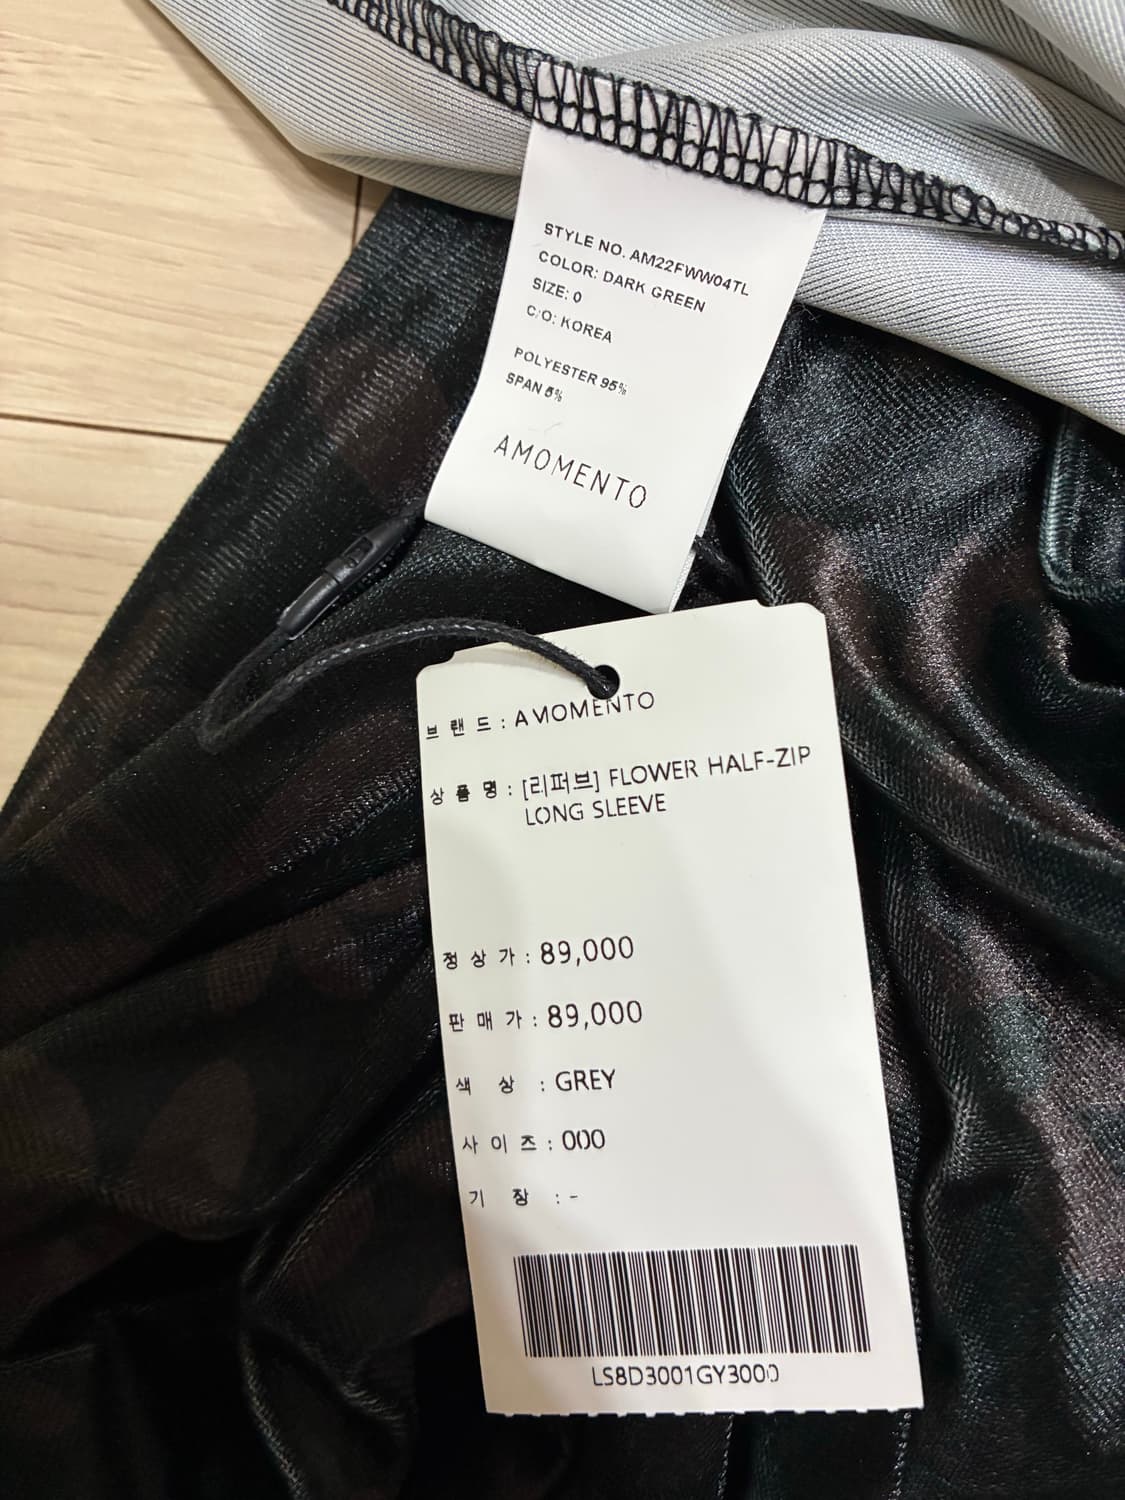 STYLE NO. AM22FWW04TL
COLOR: DARK GREEN
SIZE: 0
C/O: KOREA
POLYESTER 95%
SPAN 5%
AMOMENTO
브랜드 : AMOMENTO
상품명 : [리퍼브] FLOWER HALF-ZIP
LONG SLEEVE
정상가 : 89,000
판매가 : 89,000
색상 : GREY
사이즈 : 000
기장 : -
LS8D3001GY3000